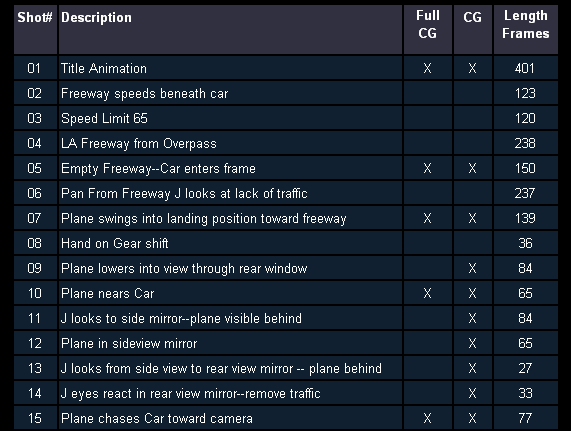 Shot# Description Full CG CG Length Frames
01 Title Animation X X 401
02 Freeway speeds beneath car 123
03 Speed Limit 65 120
04 LA Freeway from Overpass 238
05 Empty Freeway--Car enters frame X X 150
06 Pan From Freeway J looks at lack of traffic 237
07 Plane swings into landing position toward freeway X X 139
08 Hand on Gear shift 36
09 Plane lowers into view through rear window X 84
10 Plane nears Car X X 65
11 J looks to side mirror--plane visible behind X 84
12 Plane in sideview mirror X 65
13 J looks from side view to rear view mirror -- plane behind X 27
14 J eyes react in rear view mirror--remove traffic X 33
15 Plane chases Car toward camera X X 77